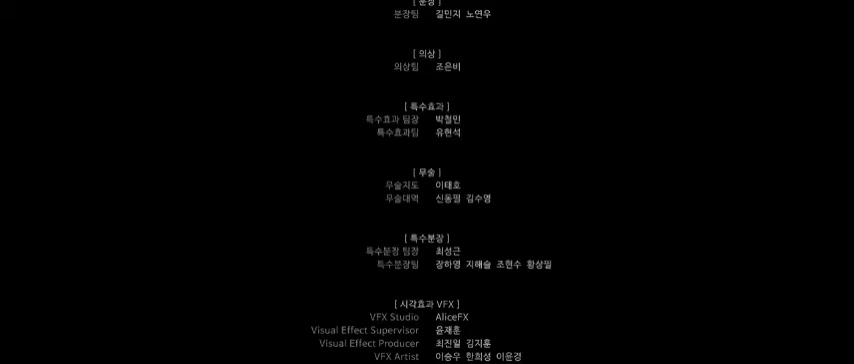 [ 분장 ]
분장팀 길민지 노연우
[ 의상 ]
의상팀 조은비
[ 특수효과 ]
특수효과 팀장 박철민
특수효과팀 유현석
[ 무술 ]
무술지도 이태호
무술대역 신동필 김수영
[ 특수분장 ]
특수분장 팀장 최성근
특수분장팀 장하영 지해슬 조현수 황상필
[ 시각효과 VFX ]
VFX Studio AliceFX
Visual Effect Supervisor 윤재훈
Visual Effect Producer 최진일 김지훈
VFX Artist 이승우 한희성 이윤경